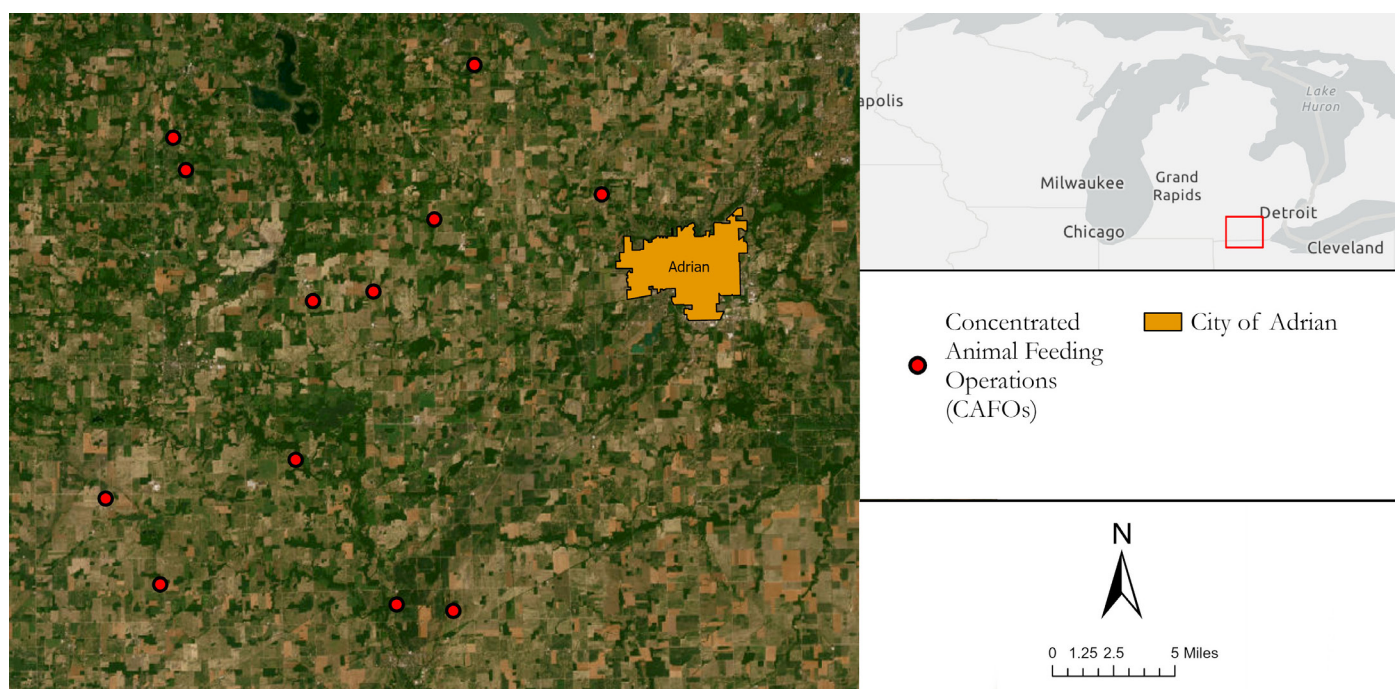 Adrian
apolis
Lake
Huron
Milwaukee
Grand
Rapids
Chicago
Detroit
Cleveland
Concentrated
Animal Feeding
Operations
(CAFOs)
City of Adrian
N
0 1.25 2.5 5 Miles